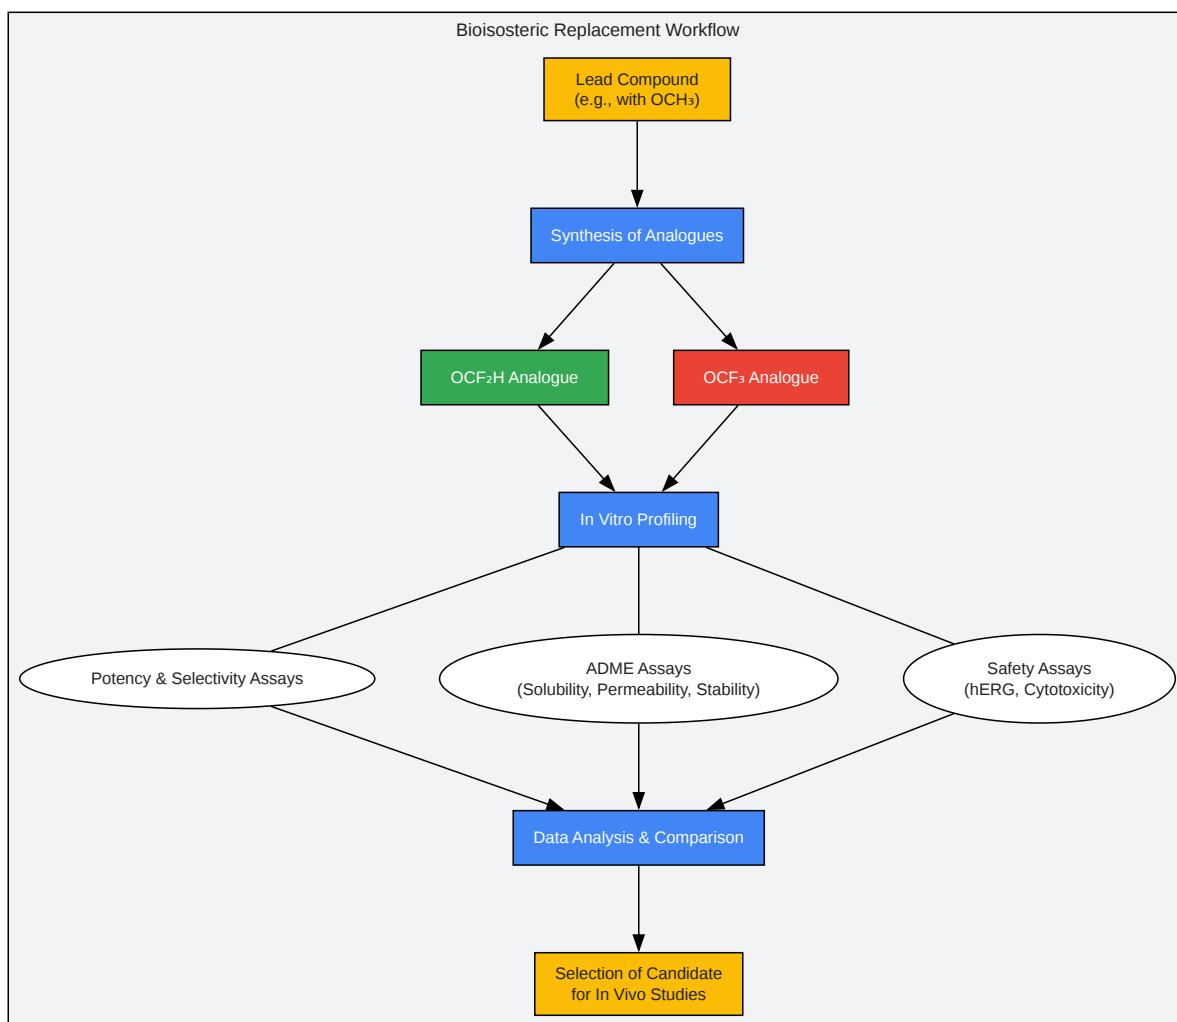 Bioisosteric Replacement Workflow
Lead Compound
(e.g., with OCH₃)
Synthesis of Analogues
OCF₂H Analogue
OCF₃ Analogue
In Vitro Profiling
Potency & Selectivity Assays
ADME Assays
(Solubility, Permeability, Stability)
Safety Assays
(hERG, Cytotoxicity)
Data Analysis & Comparison
Selection of Candidate
for In Vivo Studies